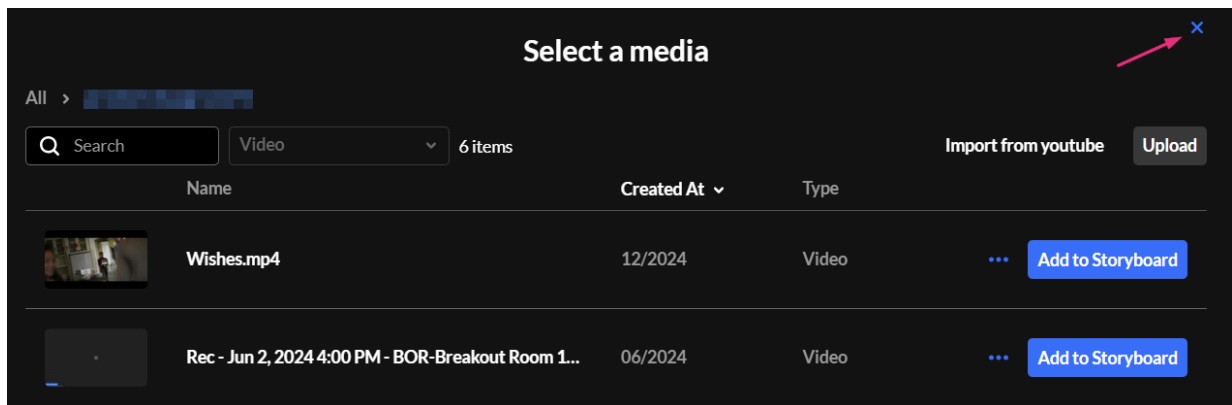 Select a media
All >
Search
Video
6 items
Import from youtube
Upload
Name
Created At
Type
Wishes.mp4
12/2024
Video
Add to Storyboard
Rec - Jun 2, 2024 4:00 PM - BOR-Breakout Room 1...
06/2024
Video
Add to Storyboard